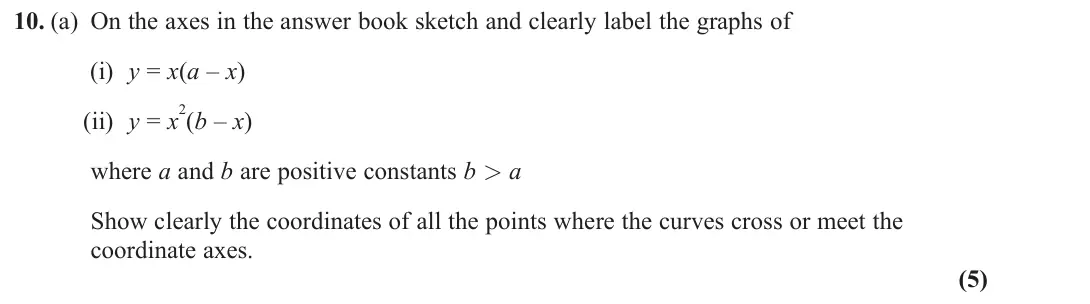 10. (a) On the axes in the answer book sketch and clearly label the graphs of
(i) y = x(a – x)
(ii) y = x²(b – x)
where a and b are positive constants b > a
Show clearly the coordinates of all the points where the curves cross or meet the
coordinate axes.
(5)